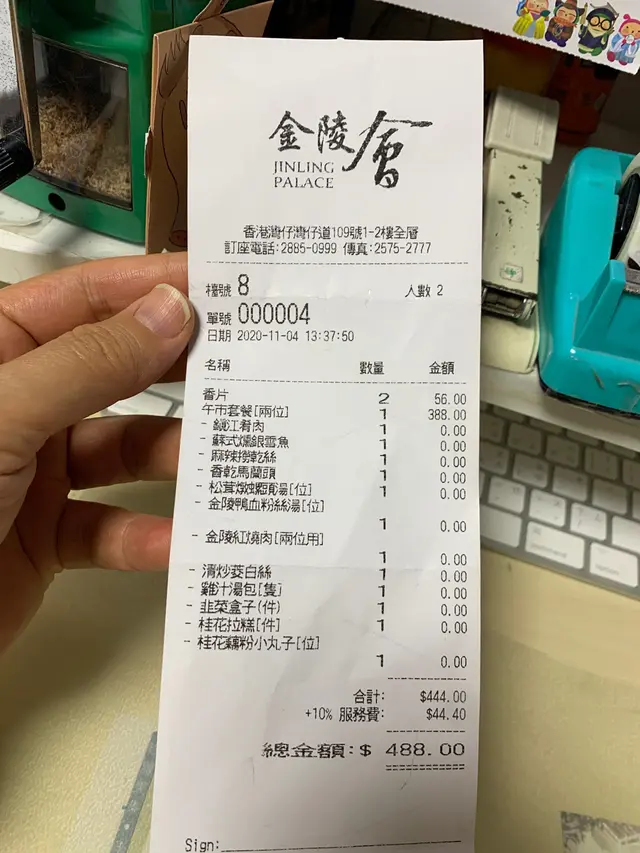 金陵會
JINLING
PALACE
香港灣仔灣仔道109號1-2樓全層
訂座電話:2885-0999 傳真:2575-2777
檯號 8 人數 2
單號 000004
日期 2020-11-04 13:37:50
名稱 數量 金額
香片 2 56.00
午市套餐[兩位] 1 388.00
- 鎮江肴肉 1 0.00
- 蘇式燻銀雪魚 1 0.00
- 麻辣撈乾絲 1 0.00
- 香乾馬蘭頭 1 0.00
- 松茸燉螺頭湯[位] 1 0.00
- 金陵鴨血粉絲湯[位]
1 0.00
- 金陵紅燒肉[兩位用]
1 0.00
- 清炒茭白絲 1 0.00
- 雞汁湯包[隻] 1 0.00
- 韭菜盒子(件) 1 0.00
- 桂花拉糕[件] 1 0.00
- 桂花藕粉小丸子[位]
1 0.00
合計: $444.00
+10% 服務費: $44.40
總金額:$ 488.00
Sign: